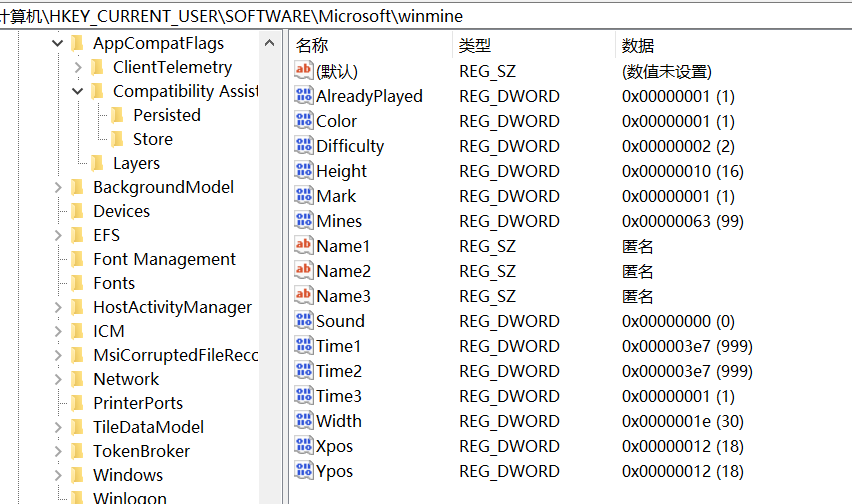 计算机\HKEY_CURRENT_USER\SOFTWARE\Microsoft\winmine
AppCompatFlags
ClientTelemetry
Compatibility Assist
Persisted
Store
Layers
BackgroundModel
Devices
EFS
Font Management
Fonts
HostActivityManager
ICM
MsiCorruptedFileReco
Network
PrinterPorts
TileDataModel
TokenBroker
Windows
Winlogon
名称 类型 数据
(默认) REG_SZ (数值未设置)
AlreadyPlayed REG_DWORD 0x00000001 (1)
Color REG_DWORD 0x00000001 (1)
Difficulty REG_DWORD 0x00000002 (2)
Height REG_DWORD 0x00000010 (16)
Mark REG_DWORD 0x00000001 (1)
Mines REG_DWORD 0x00000063 (99)
Name1 REG_SZ 匿名
Name2 REG_SZ 匿名
Name3 REG_SZ 匿名
Sound REG_DWORD 0x00000000 (0)
Time1 REG_DWORD 0x000003e7 (999)
Time2 REG_DWORD 0x000003e7 (999)
Time3 REG_DWORD 0x00000001 (1)
Width REG_DWORD 0x0000001e (30)
Xpos REG_DWORD 0x00000012 (18)
Ypos REG_DWORD 0x00000012 (18)